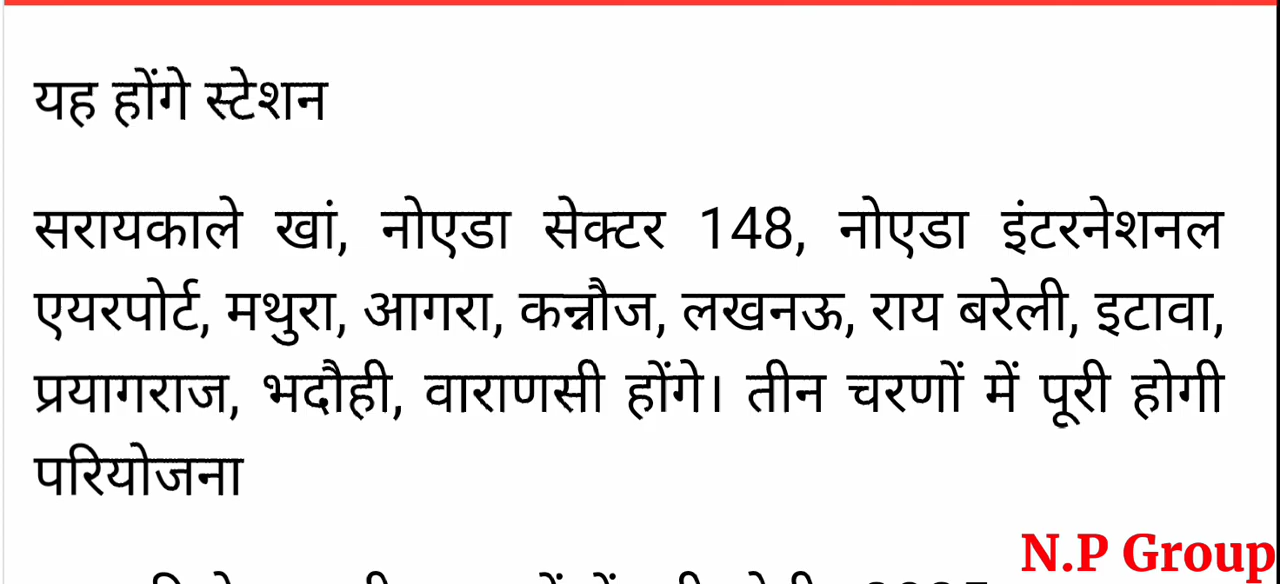 यह होंगे स्टेशन
सरायकाले खां, नोएडा सेक्टर 148, नोएडा इंटरनेशनल
एयरपोर्ट, मथुरा, आगरा, कन्नौज, लखनऊ, राय बरेली, इटावा,
प्रयागराज, भदौही, वाराणसी होंगे। तीन चरणों में पूरी होगी
परियोजना
N.P Group